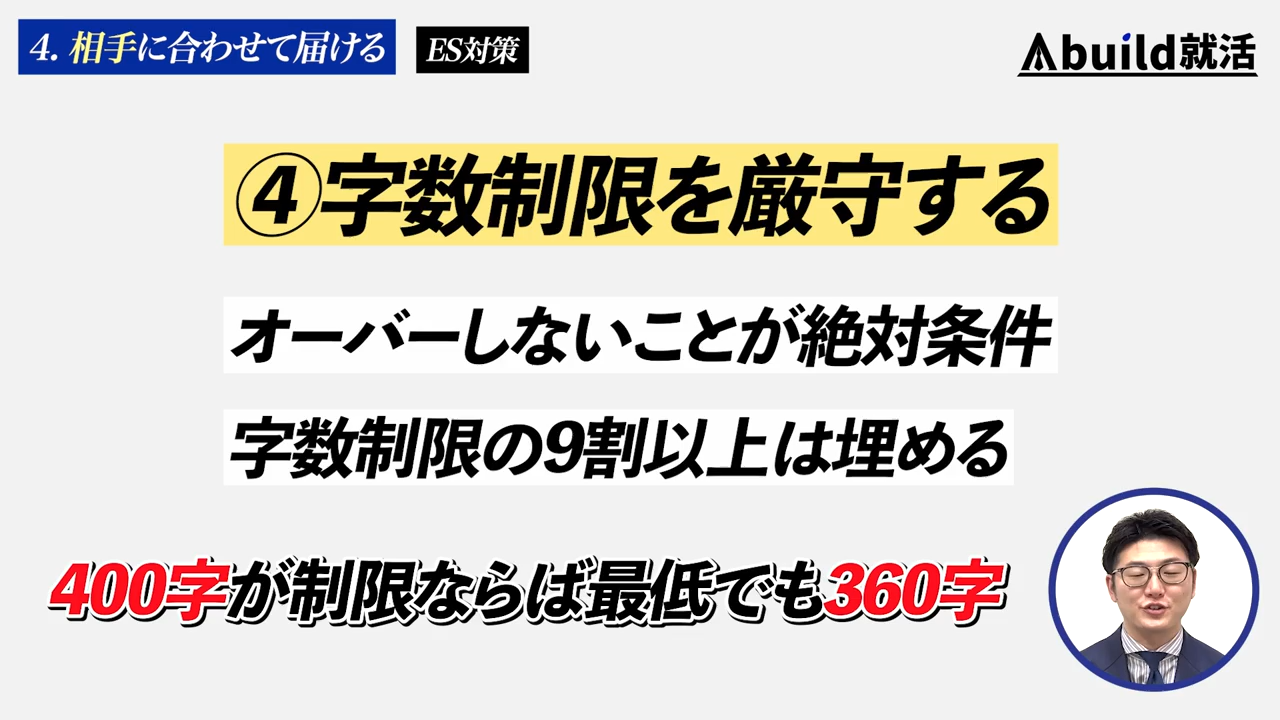 4. 相手に合わせて届ける
ES対策
Abuild就活
④字数制限を厳守する
オーバーしないことが絶対条件
字数制限の9割以上は埋める
400字が制限ならば最低でも360字